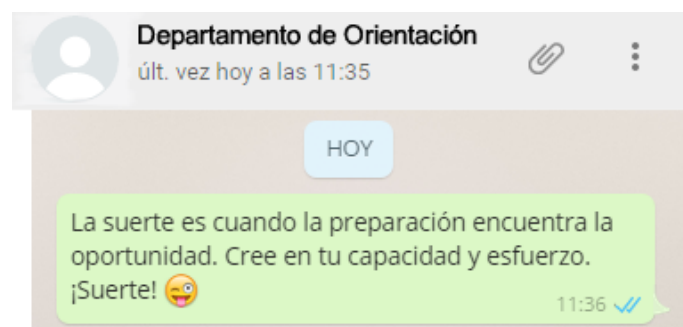 Departamento de Orientación
últ. vez hoy a las 11:35
HOY
La suerte es cuando la preparación encuentra la
oportunidad. Cree en tu capacidad y esfuerzo.
¡Suerte! 😜
11:36